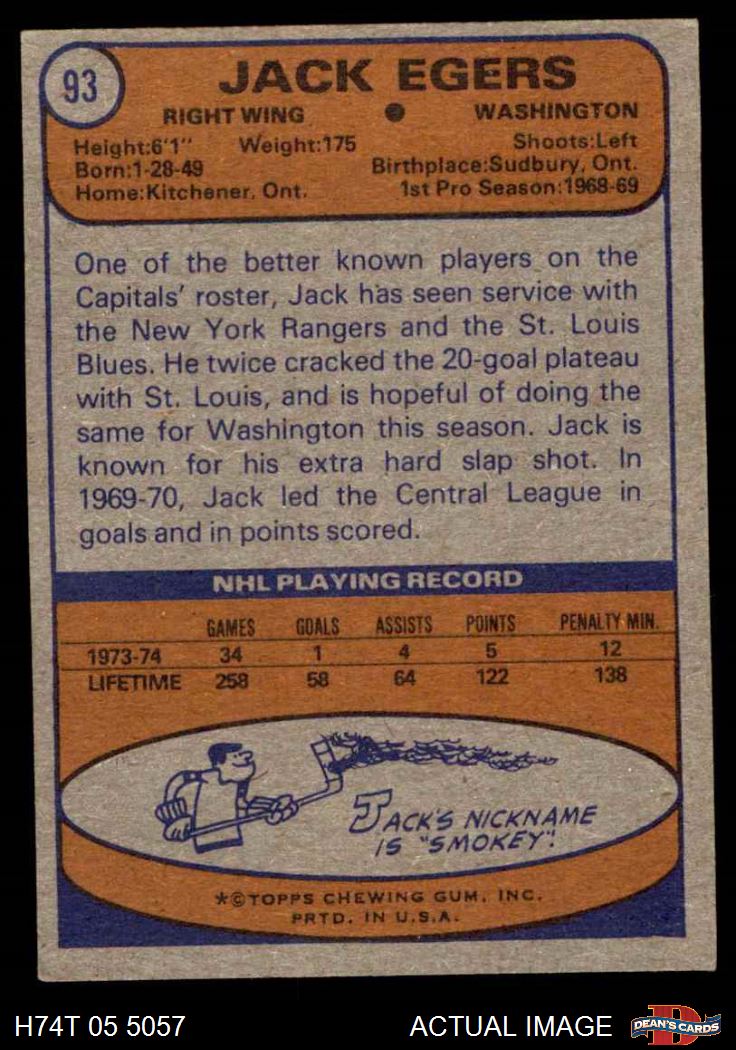 93
JACK EGERS
RIGHT WING ● WASHINGTON
Height:6'1" Weight:175 Shoots:Left
Born:1-28-49 Birthplace:Sudbury, Ont.
Home:Kitchener, Ont. 1st Pro Season:1968-69
One of the better known players on the
Capitals' roster, Jack has seen service with
the New York Rangers and the St. Louis
Blues. He twice cracked the 20-goal plateau
with St. Louis, and is hopeful of doing the
same for Washington this season. Jack is
known for his extra hard slap shot. In
1969-70, Jack led the Central League in
goals and in points scored.
NHL PLAYING RECORD
GAMES GOALS ASSISTS POINTS PENALTY MIN.
1973-74 34 1 4 5 12
LIFETIME 258 58 64 122 138
JACK'S NICKNAME
IS "SMOKEY"!
*©TOPPS CHEWING GUM, INC.
PRTD. IN U.S.A.
H74T 05 5057 ACTUAL IMAGE DEAN'S CARDS